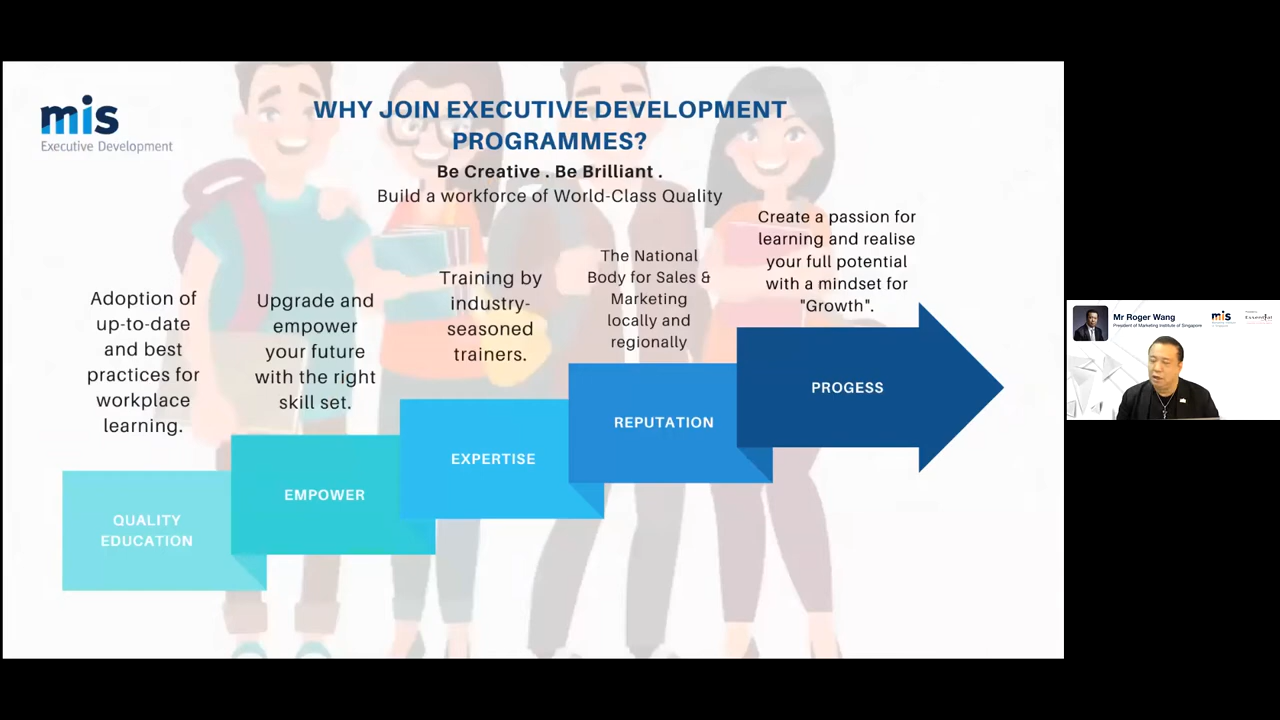 mis
Executive Development
WHY JOIN EXECUTIVE DEVELOPMENT
PROGRAMMES?
Be Creative . Be Brilliant .
Build a workforce of World-Class Quality
Adoption of
up-to-date
and best
practices for
workplace
learning.
QUALITY
EDUCATION
Upgrade and
empower
your future
with the right
skill set.
EMPOWER
Training by
industry-
seasoned
trainers.
EXPERTISE
The National
Body for Sales &
Marketing
locally and
regionally
REPUTATION
Create a passion for
learning and realise
your full potential
with a mindset for
"Growth".
PROGESS
Mr Roger Wang
President of Marketing Institute of Singapore
mis